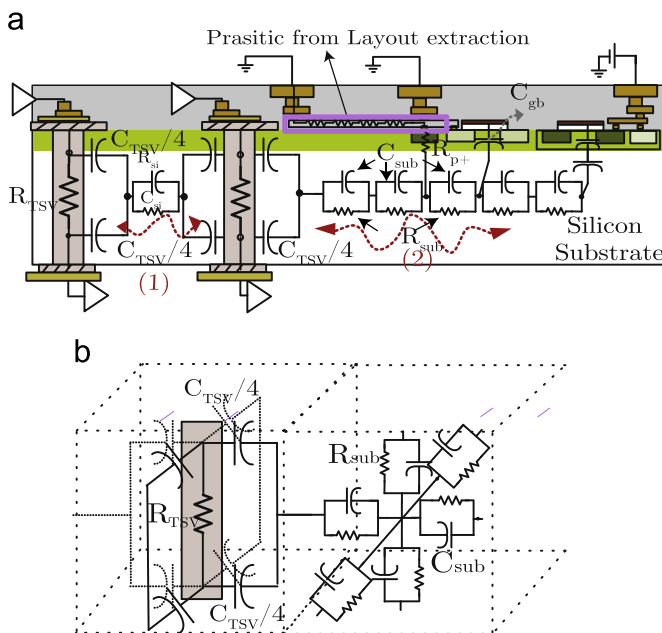 a
Prasitic from Layout extraction
C_gb
C_TSV/4
R_si
C_si
R_TSV
C_TSV/4
C_TSV/4
C_sub
R_p+
R_sub
Silicon
Substrate
(1)
(2)
b
C_TSV/4
R_sub
R_TSV
C_sub
C_TSV/4